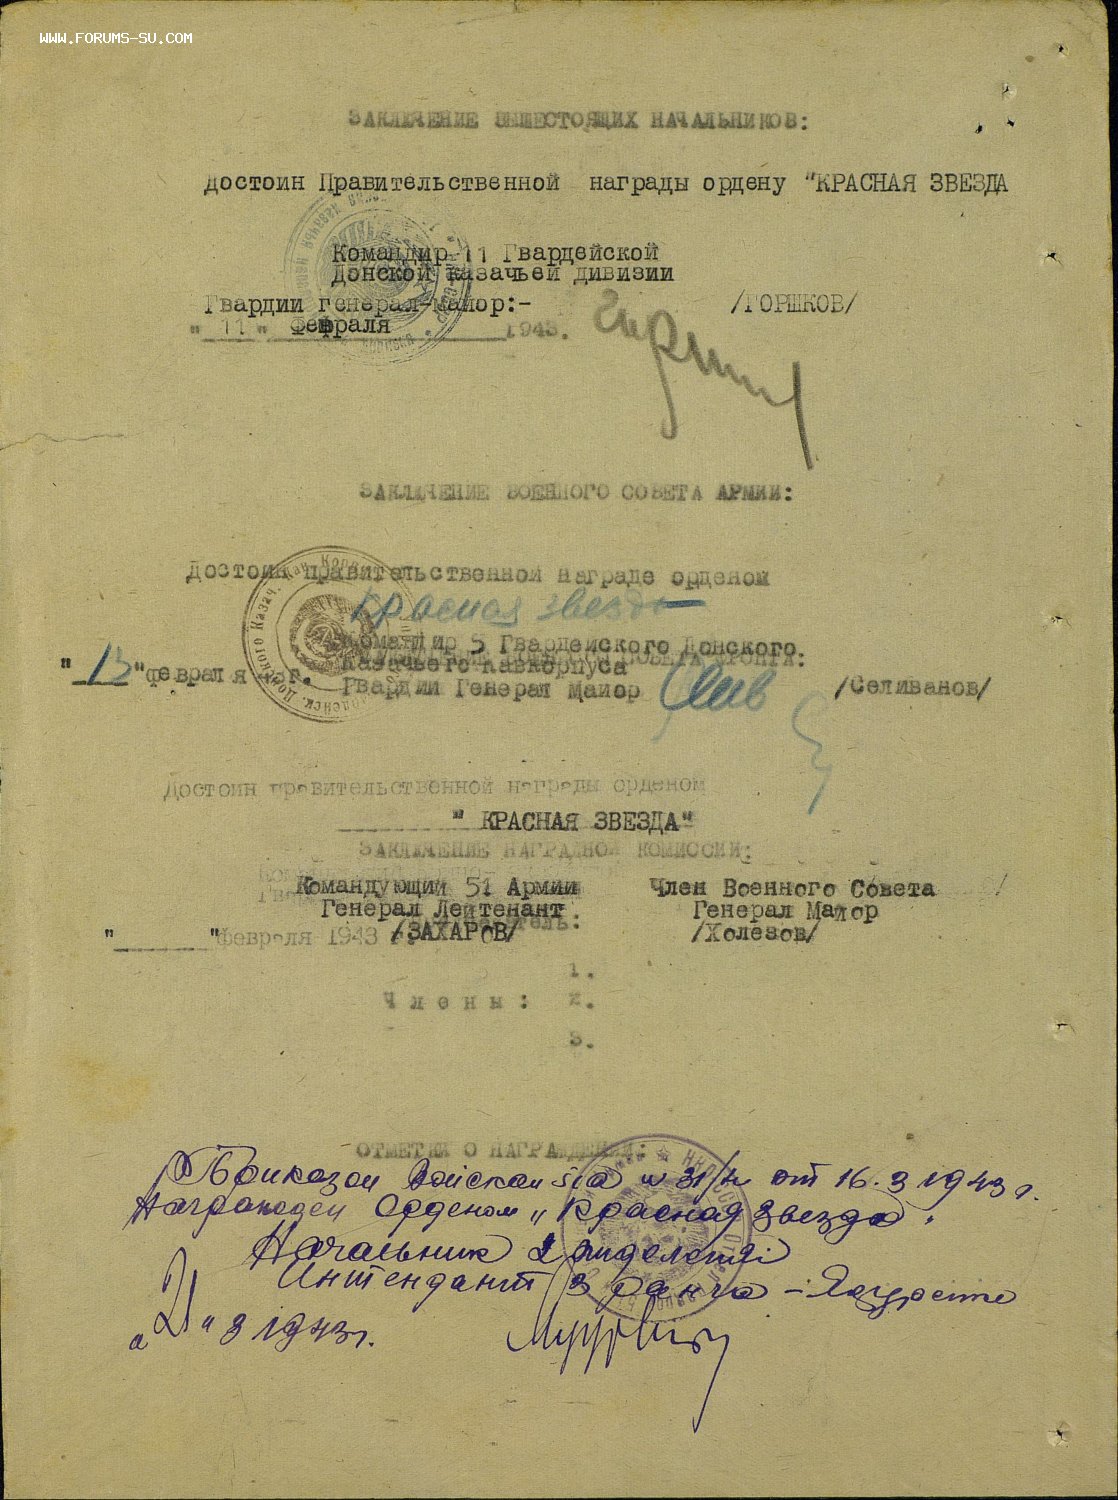 WWW.FORUMS-SU.COM
ЗАКЛЮЧЕНИЕ ВЫШЕСТОЯЩИХ НАЧАЛЬНИКОВ:
Достоин Правительственной награды ордену "КРАСНАЯ ЗВЕЗДА
Командир 11 Гвардейской
Донской казачьей дивизии
Гвардии генерал-майор:- /ГОРШКОВ/
" 11 " Февраля 1943.
ЗАКЛЮЧЕНИЕ ВОЕННОГО СОВЕТА АРМИИ:
Достоин правительственной награде орденом
Красная звезда
Командир 5 Гвардейского Донского
Казачьего Кавкорпуса
СОВЕТА ФРОНТА:
"13" февраля г. Гвардии Генерал Майор /Селиванов/
Достоин правительственной награды орденом
" КРАСНАЯ ЗВЕЗДА"
ЗАКЛЮЧЕНИЕ НАГРАДНОЙ КОМИССИИ:
Командующий 51 Армии Член Военного Совета
Генерал Лейтенант Генерал Майор
" " Февраля 1943 г. /ЗАХАРОВ/ /Холезов/
1.
Члены: 2.
3.
ОТМЕТКА О НАГРАЖДЕНИИ:
Приказом Войскам 51 А № 31/н от 16.3 1943 г.
Награжден Орденом „Красная Звезда"
Начальник 2 отделения
Интендант 3 ранга -
„21" 3 1943 г.